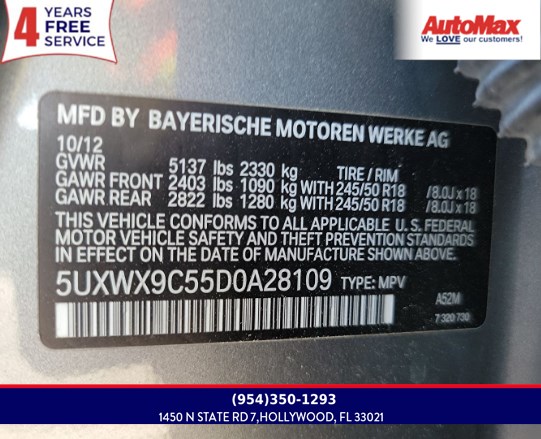 4 YEARS
FREE
SERVICE
AutoMax
We LOVE our customers!
MFD BY BAYERISCHE MOTOREN WERKE AG
10/12
GVWR 5137 lbs 2330 kg TIRE / RIM
GAWR FRONT 2403 lbs 1090 kg WITH 245/50 R18 /8.0J x 18
GAWR REAR 2822 lbs 1280 kg WITH 245/50 R18 /8.0J x 18
THIS VEHICLE CONFORMS TO ALL APPLICABLE U.S. FEDERAL
MOTOR VEHICLE SAFETY AND THEFT PREVENTION STANDARDS
IN EFFECT ON THE DATE OF MANUFACTURE SHOWN ABOVE.
5UXWX9C55D0A28109 TYPE: MPV
A52M
7 320 730
(954)350-1293
1450 N STATE RD 7,HOLLYWOOD, FL 33021